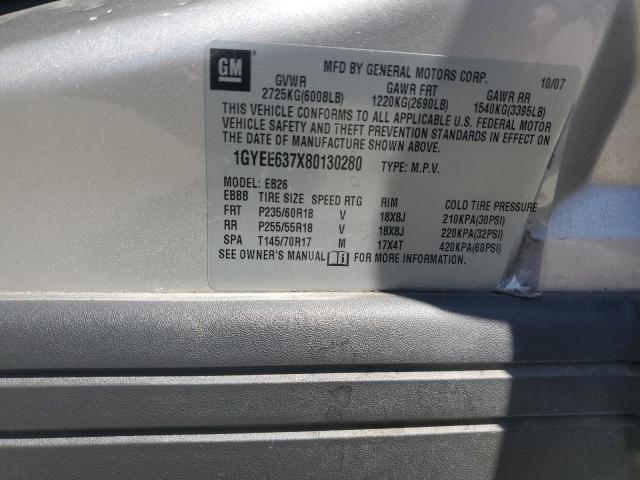 GM
MFD BY GENERAL MOTORS CORP. 10/07
GVWR GAWR FRT GAWR RR
2725KG(6008LB) 1220KG(2690LB) 1540KG(3395LB)
THIS VEHICLE CONFORMS TO ALL APPLICABLE U.S. FEDERAL MOTOR
VEHICLE SAFETY AND THEFT PREVENTION STANDARDS IN EFFECT ON
THE DATE OF MANUFACTURE SHOWN ABOVE.
1GYEE637X80130280 TYPE: M.P.V.
MODEL: EB26
EBBB TIRE SIZE SPEED RTG RIM COLD TIRE PRESSURE
FRT P235/60R18 V 18X8J 210KPA(30PSI)
RR P255/55R18 V 18X8J 220KPA(32PSI)
SPA T145/70R17 M 17X4T 420KPA(60PSI)
SEE OWNER'S MANUAL FOR MORE INFORMATION.